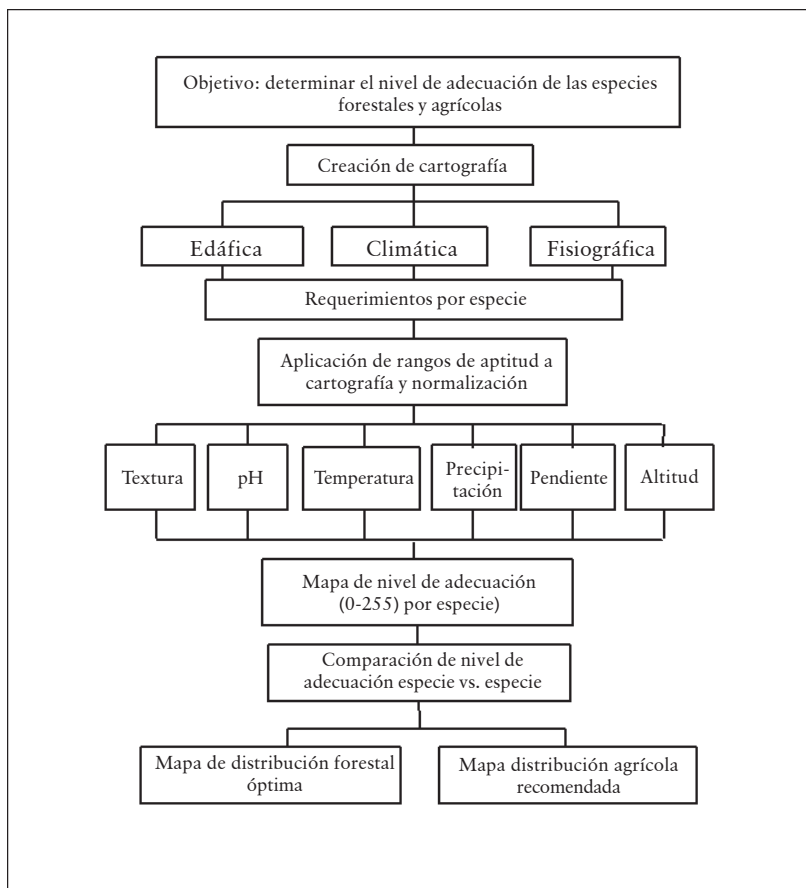 Objetivo: determinar el nivel de adecuación de las especies
forestales y agrícolas
Creación de cartografía
Edáfica
Climática
Fisiográfica
Requerimientos por especie
Aplicación de rangos de aptitud a
cartografía y normalización
Textura
pH
Temperatura
Precipi-
tación
Pendiente
Altitud
Mapa de nivel de adecuación
(0-255) por especie)
Comparación de nivel de
adecuación especie vs. especie
Mapa de distribución forestal
óptima
Mapa distribución agrícola
recomendada